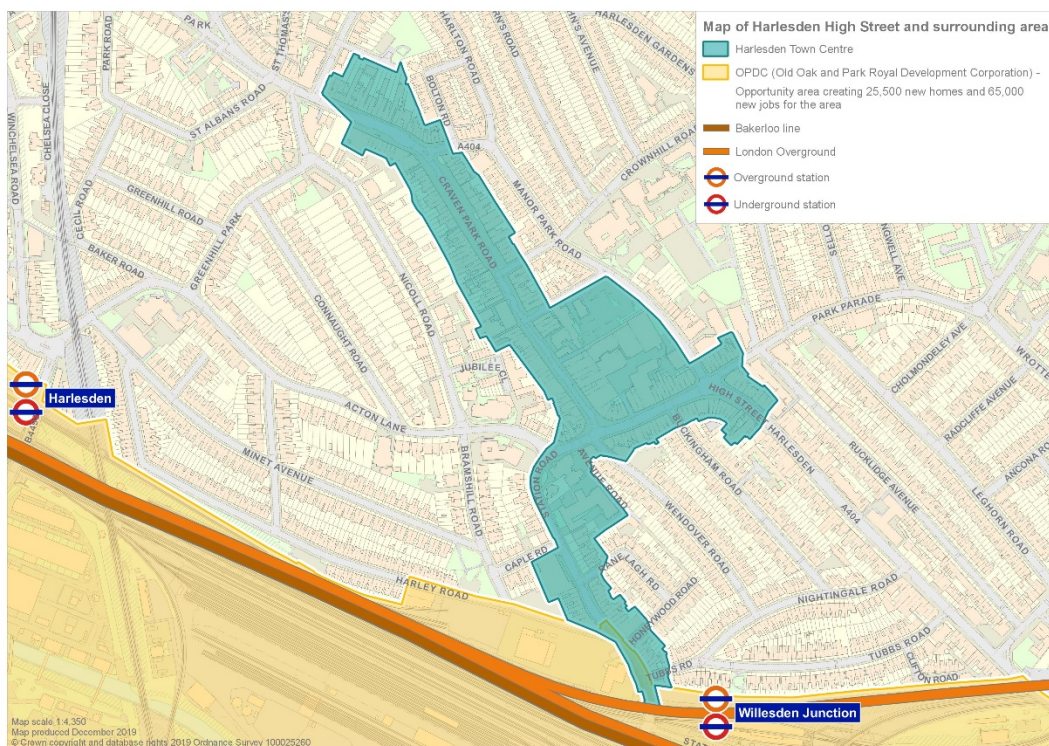 Map of Harlesden High Street and surrounding area
Harlesden Town Centre
OPDC (Old Oak and Park Royal Development Corporation) -
Opportunity area creating 25,500 new homes and 65,000
new jobs for the area
Bakerloo line
London Overground
Overground station
Underground station
PARK ROAD
WINCHELSEA ROAD
CHELSEA CLOSE
PARK
ST THOMAS'S
ST ALBANS ROAD
CECIL ROAD
GREENHILL ROAD
GREENHILL PARK
BAKER ROAD
CONNAUGHT ROAD
NICOLL ROAD
JUBILEE CL
ACTON LANE
MINET AVENUE
BRAMSHILL ROAD
HARLEY ROAD
CAPLE RD
STATION ROAD
AVENUE ROAD
CRAVEN PARK ROAD
BOLTON RD
A404
MANOR PARK ROAD
CROWNHILL ROAD
HARLESDEN GARDENS
PARK PARADE
CHOLMONDELEY AVE
RADCLIFFE AVENUE
ANCONA RO
WROTTE
RUCKLIDGE AVENUE
LEGHORN ROAD
HIGH STREET HARLESDEN
A404
BUCKINGHAM ROAD
WENDOVER ROAD
RANELAGH RD
HONEYWOOD ROAD
NIGHTINGALE ROAD
TUBBS ROAD
TUBBS RD
CLIFTON ROAD
Harlesden
Willesden Junction
Map scale 1:4,350
Map produced December 2019
© Crown copyright and database rights 2019 Ordnance Survey 100025260